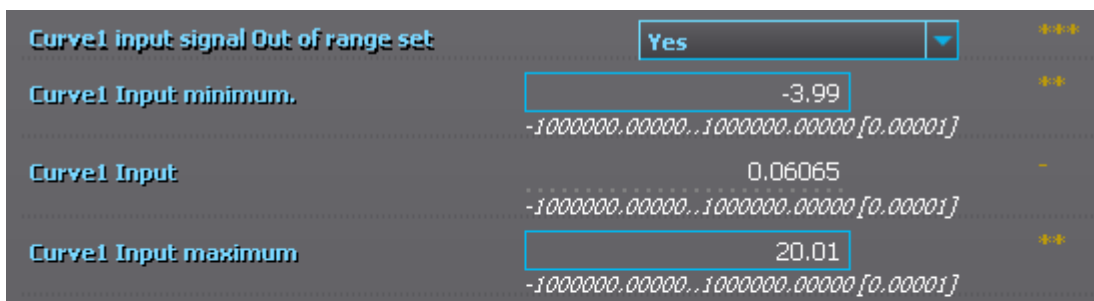 Curve1 input signal Out of range set Yes ***
Curve1 Input minimum. -3.99 **
-1000000.00000..1000000.00000 [0.00001]
Curve1 Input 0.06065 -
-1000000.00000..1000000.00000 [0.00001]
Curve1 Input maximum 20.01 **
-1000000.00000..1000000.00000 [0.00001]